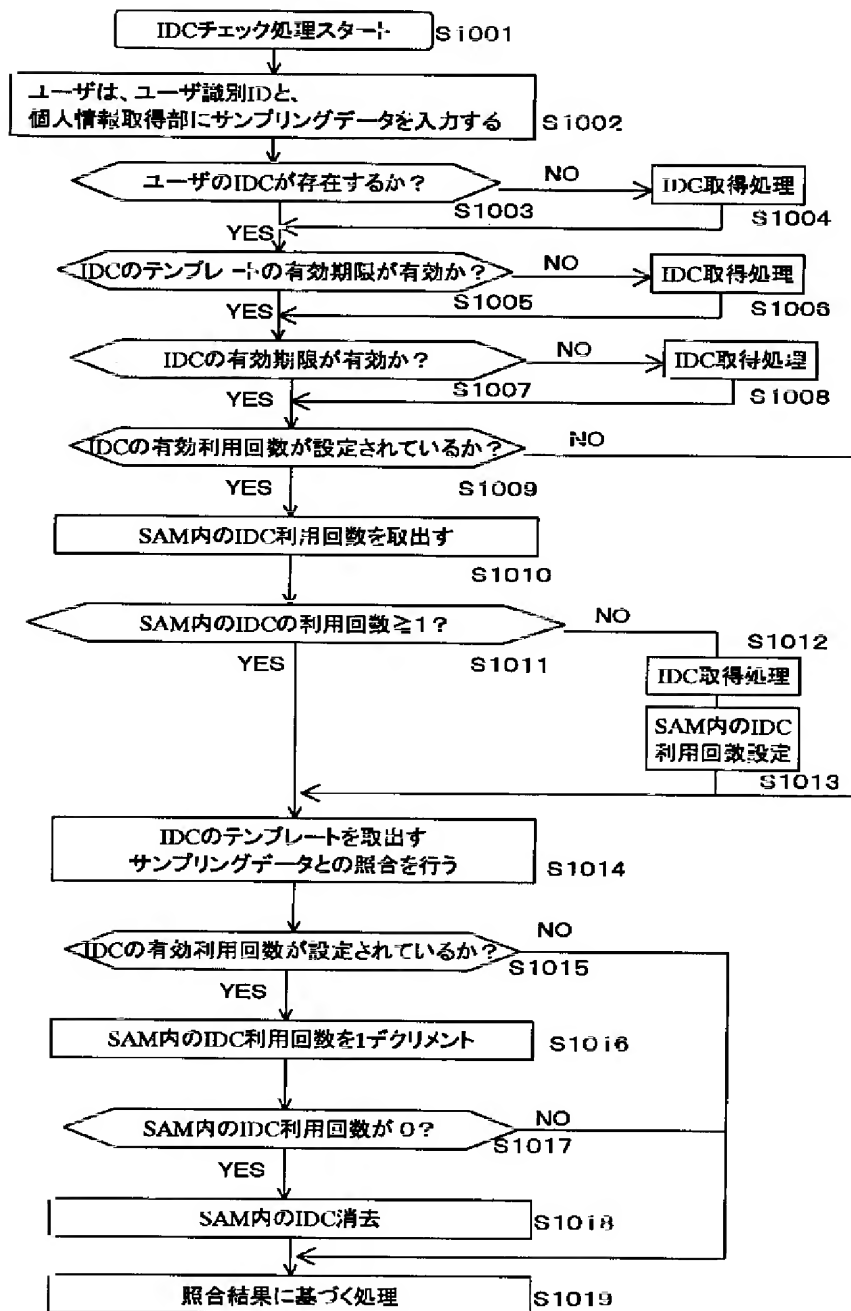 IDCチェック処理スタート
S1001
ユーザは、ユーザ識別IDと、
個人情報取得部にサンプリングデータを入力する
S1002
ユーザのIDCが存在するか？
NO
IDC取得処理
S1003
S1004
YES
IDCのテンプレートの有効期限が有効か？
NO
IDC取得処理
S1005
S1006
YES
IDCの有効期限が有効か？
NO
IDC取得処理
S1007
S1008
YES
IDCの有効利用回数が設定されているか？
NO
YES
S1009
SAM内のIDC利用回数を取出す
S1010
SAM内のIDCの利用回数≧1？
NO
S1012
YES
S1011
IDC取得処理
SAM内のIDC
利用回数設定
S1013
IDCのテンプレートを取出す
サンプリングデータとの照合を行う
S1014
IDCの有効利用回数が設定されているか？
NO
S1015
YES
SAM内のIDC利用回数を1デクリメント
S1016
SAM内のIDC利用回数が0？
NO
S1017
YES
SAM内のIDC消去
S1018
照合結果に基づく処理
S1019